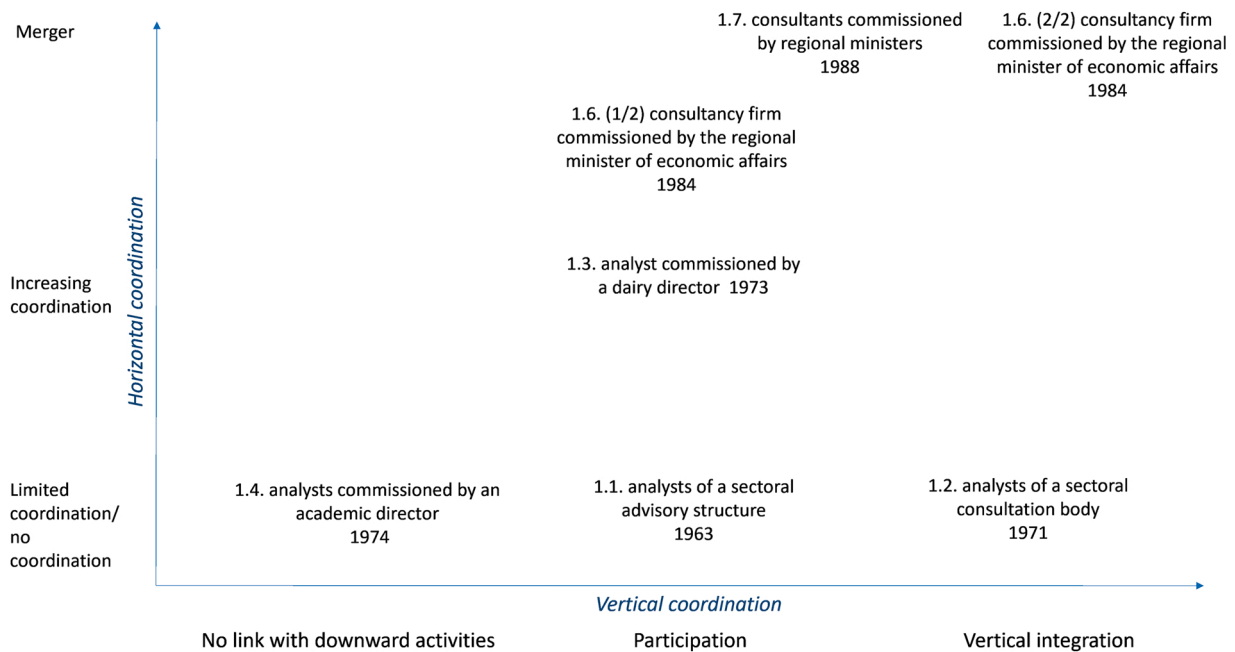 Merger
1.7. consultants commissioned
by regional ministers
1988
1.6. (2/2) consultancy firm
commissioned by the regional
minister of economic affairs
1984
1.6. (1/2) consultancy firm
commissioned by the regional
minister of economic affairs
1984
Horizontal coordination
Increasing
coordination
1.3. analyst commissioned by
a dairy director 1973
Limited
coordination/
no
coordination
1.4. analysts commissioned by an
academic director
1974
1.1. analysts of a sectoral
advisory structure
1963
1.2. analysts of a sectoral
consultation body
1971
Vertical coordination
No link with downward activities
Participation
Vertical integration